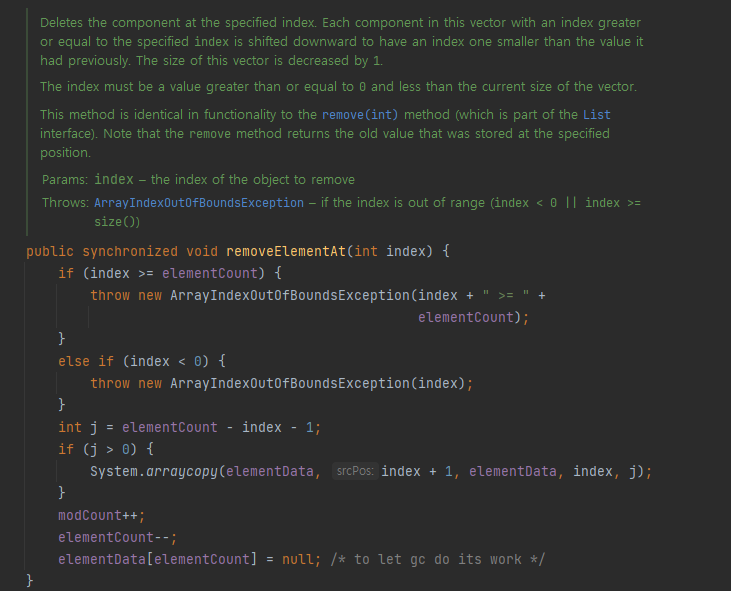 Deletes the component at the specified index. Each component in this vector with an index greater
or equal to the specified index is shifted downward to have an index one smaller than the value it
had previously. The size of this vector is decreased by 1.
The index must be a value greater than or equal to 0 and less than the current size of the vector.
This method is identical in functionality to the remove(int) method (which is part of the List
interface). Note that the remove method returns the old value that was stored at the specified
position.
Params: index – the index of the object to remove
Throws: ArrayIndexOutOfBoundsException – if the index is out of range (index < 0 || index >=
size())
public synchronized void removeElementAt(int index) {
    if (index >= elementCount) {
        throw new ArrayIndexOutOfBoundsException(index + " >= " +
                                                 elementCount);
    }
    else if (index < 0) {
        throw new ArrayIndexOutOfBoundsException(index);
    }
    int j = elementCount - index - 1;
    if (j > 0) {
        System.arraycopy(elementData, srcPos: index + 1, elementData, index, j);
    }
    modCount++;
    elementCount--;
    elementData[elementCount] = null; /* to let gc do its work */
}